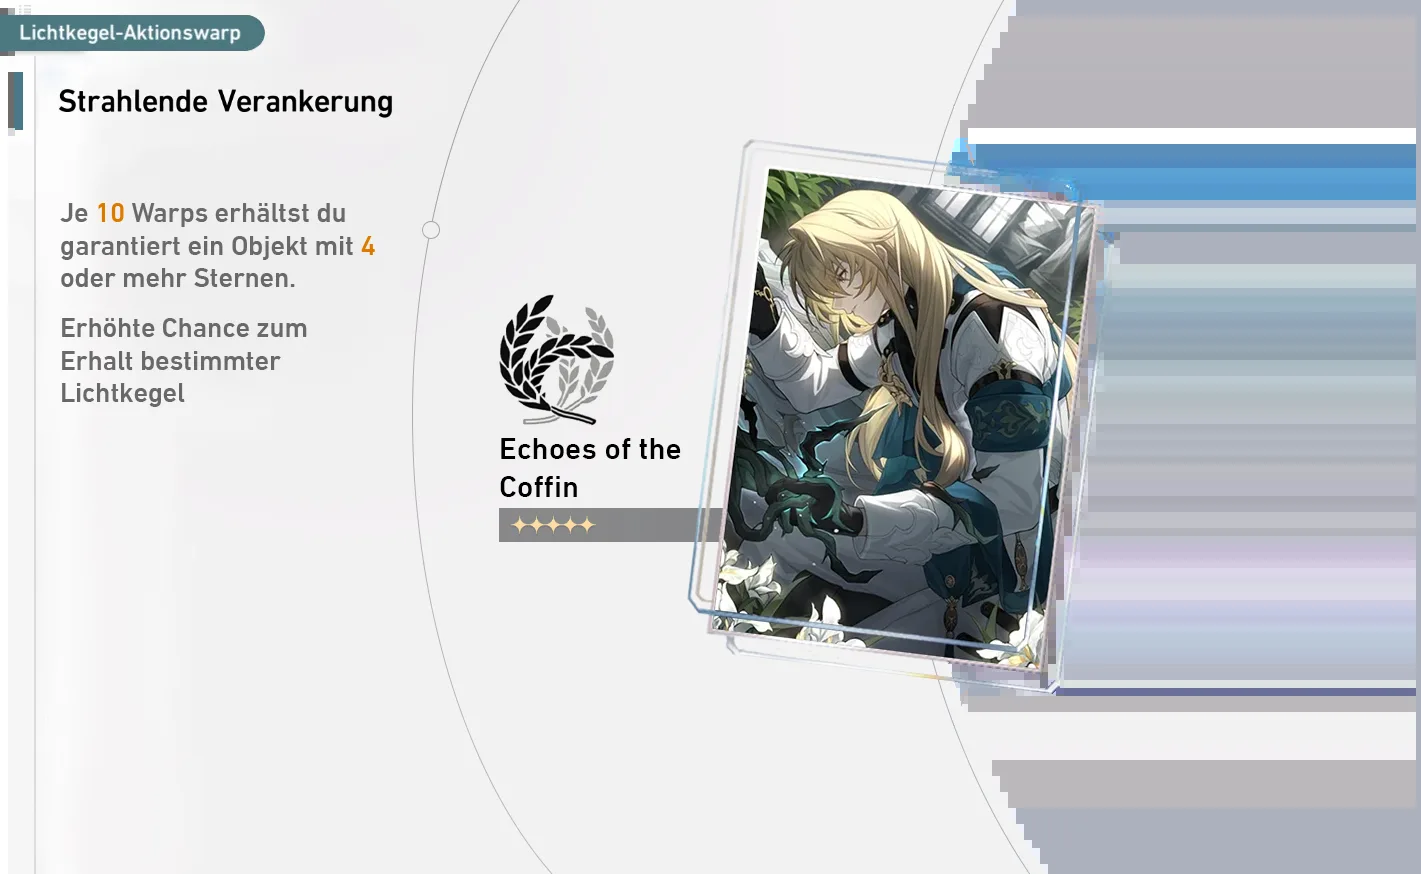 Lichtkegel-Aktionswarp
Strahlende Verankerung
Je 10 Warps erhältst du
garantiert ein Objekt mit 4
oder mehr Sternen.
Erhöhte Chance zum
Erhalt bestimmter
Lichtkegel
Echoes of the
Coffin